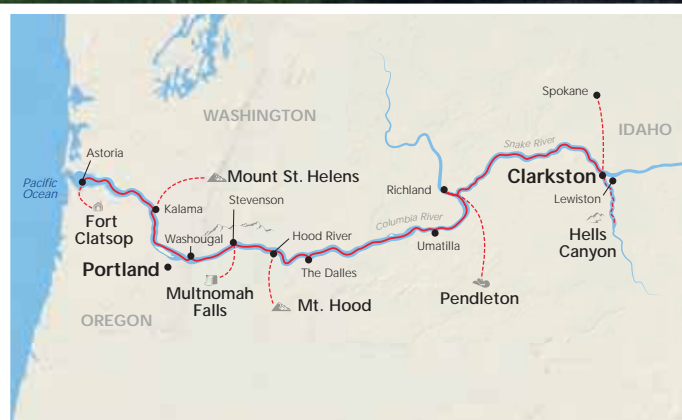 Spokane
WASHINGTON
IDAHO
Snake River
Astoria
Mount St. Helens
Clarkston
Pacific
Ocean
Richland
Lewiston
Stevenson
Fort
Clatsop
Kalama
Columbia River
Hells
Canyon
Washougal
Hood River
Umatilla
Portland
The Dalles
Multnomah
Falls
Mt. Hood
Pendleton
OREGON